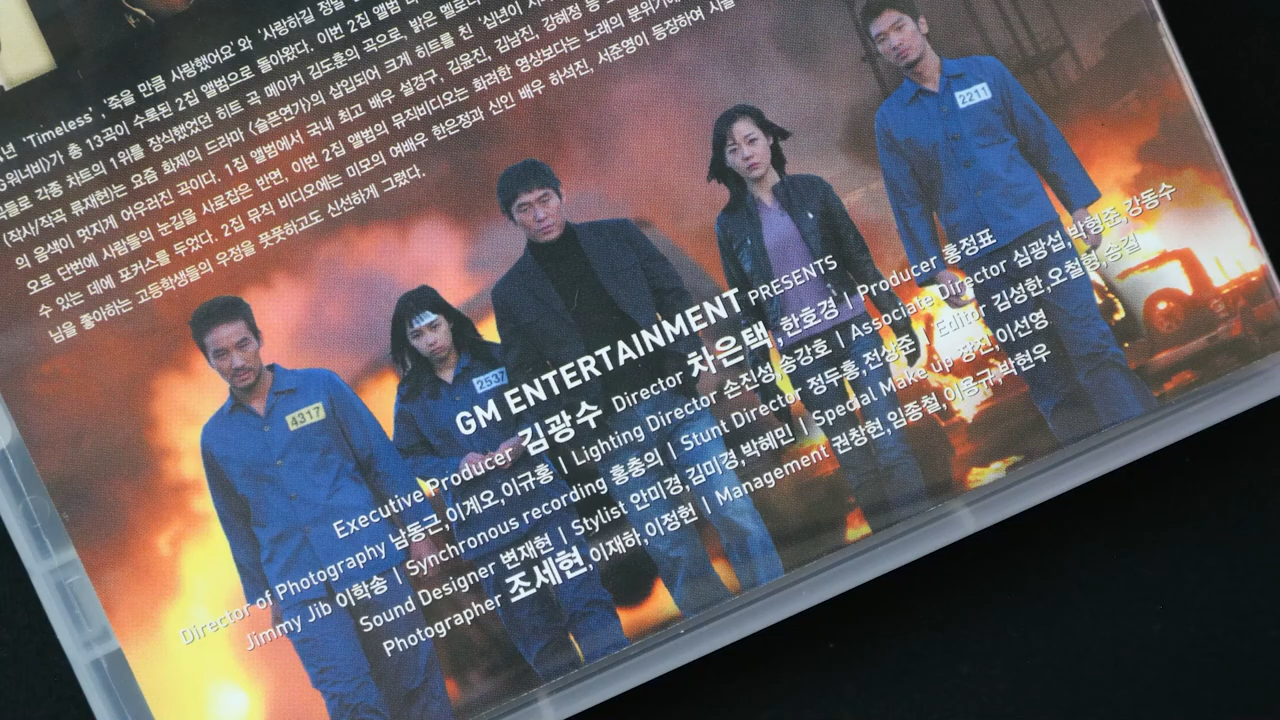 년 'Timeless', '죽을 만큼 사랑했어요'와 '사랑하길 정말
워너비)가 총 13곡이 수록된 2집 앨범으로 돌아왔다. 이번 2집 앨범
로 각종 차트의 1위를 장식했었던 히트 곡 메이커 김도훈의 곡으로, 밝은 멜로
(작사/작곡 류재현)는 요즘 화제의 드라마 <슬픈연가>의 삽입되어 크게 히트를 친 '십년이
의 음색이 멋지게 어우러진 곡이다. 1집 앨범에서 국내 최고 배우 설경규, 김윤진, 김남진, 강혜정 등
으로 단번에 사람들의 눈길을 사로잡은 반면, 이번 2집 앨범의 뮤직비디오는 화려한 영상보다는 노래의 분위기에
수 있는 데에 포커스를 두었다. 2집 뮤직 비디오에는 미모의 여배우 한은정과 신인 배우 하석진, 서준영이 등장하여 시를
님을 좋아하는 고등학생들의 우정을 풋풋하고도 신선하게 그렸다.
2211
2537
4317
GM ENTERTAINMENT PRESENTS
Executive Producer 김광수 Director 차은택, 한호경 | Producer 홍정표
Director of Photography 남동근,이계오,이규홍 | Lighting Director 손진성,송강호 | Associate Director 심광섭,박형준,강동수
Jimmy Jib 이학송 | Synchronous recording 홍총의 | Stunt Director 정두홍,전상준 | Editor 김성한,오철형,송결
Sound Designer 변재현 | Stylist 안미경,김미경,박혜민 | Special Make up 장진,이선영
Photographer 조세현,이재하,이정헌 | Management 권창현,임종철,이용규,박현우